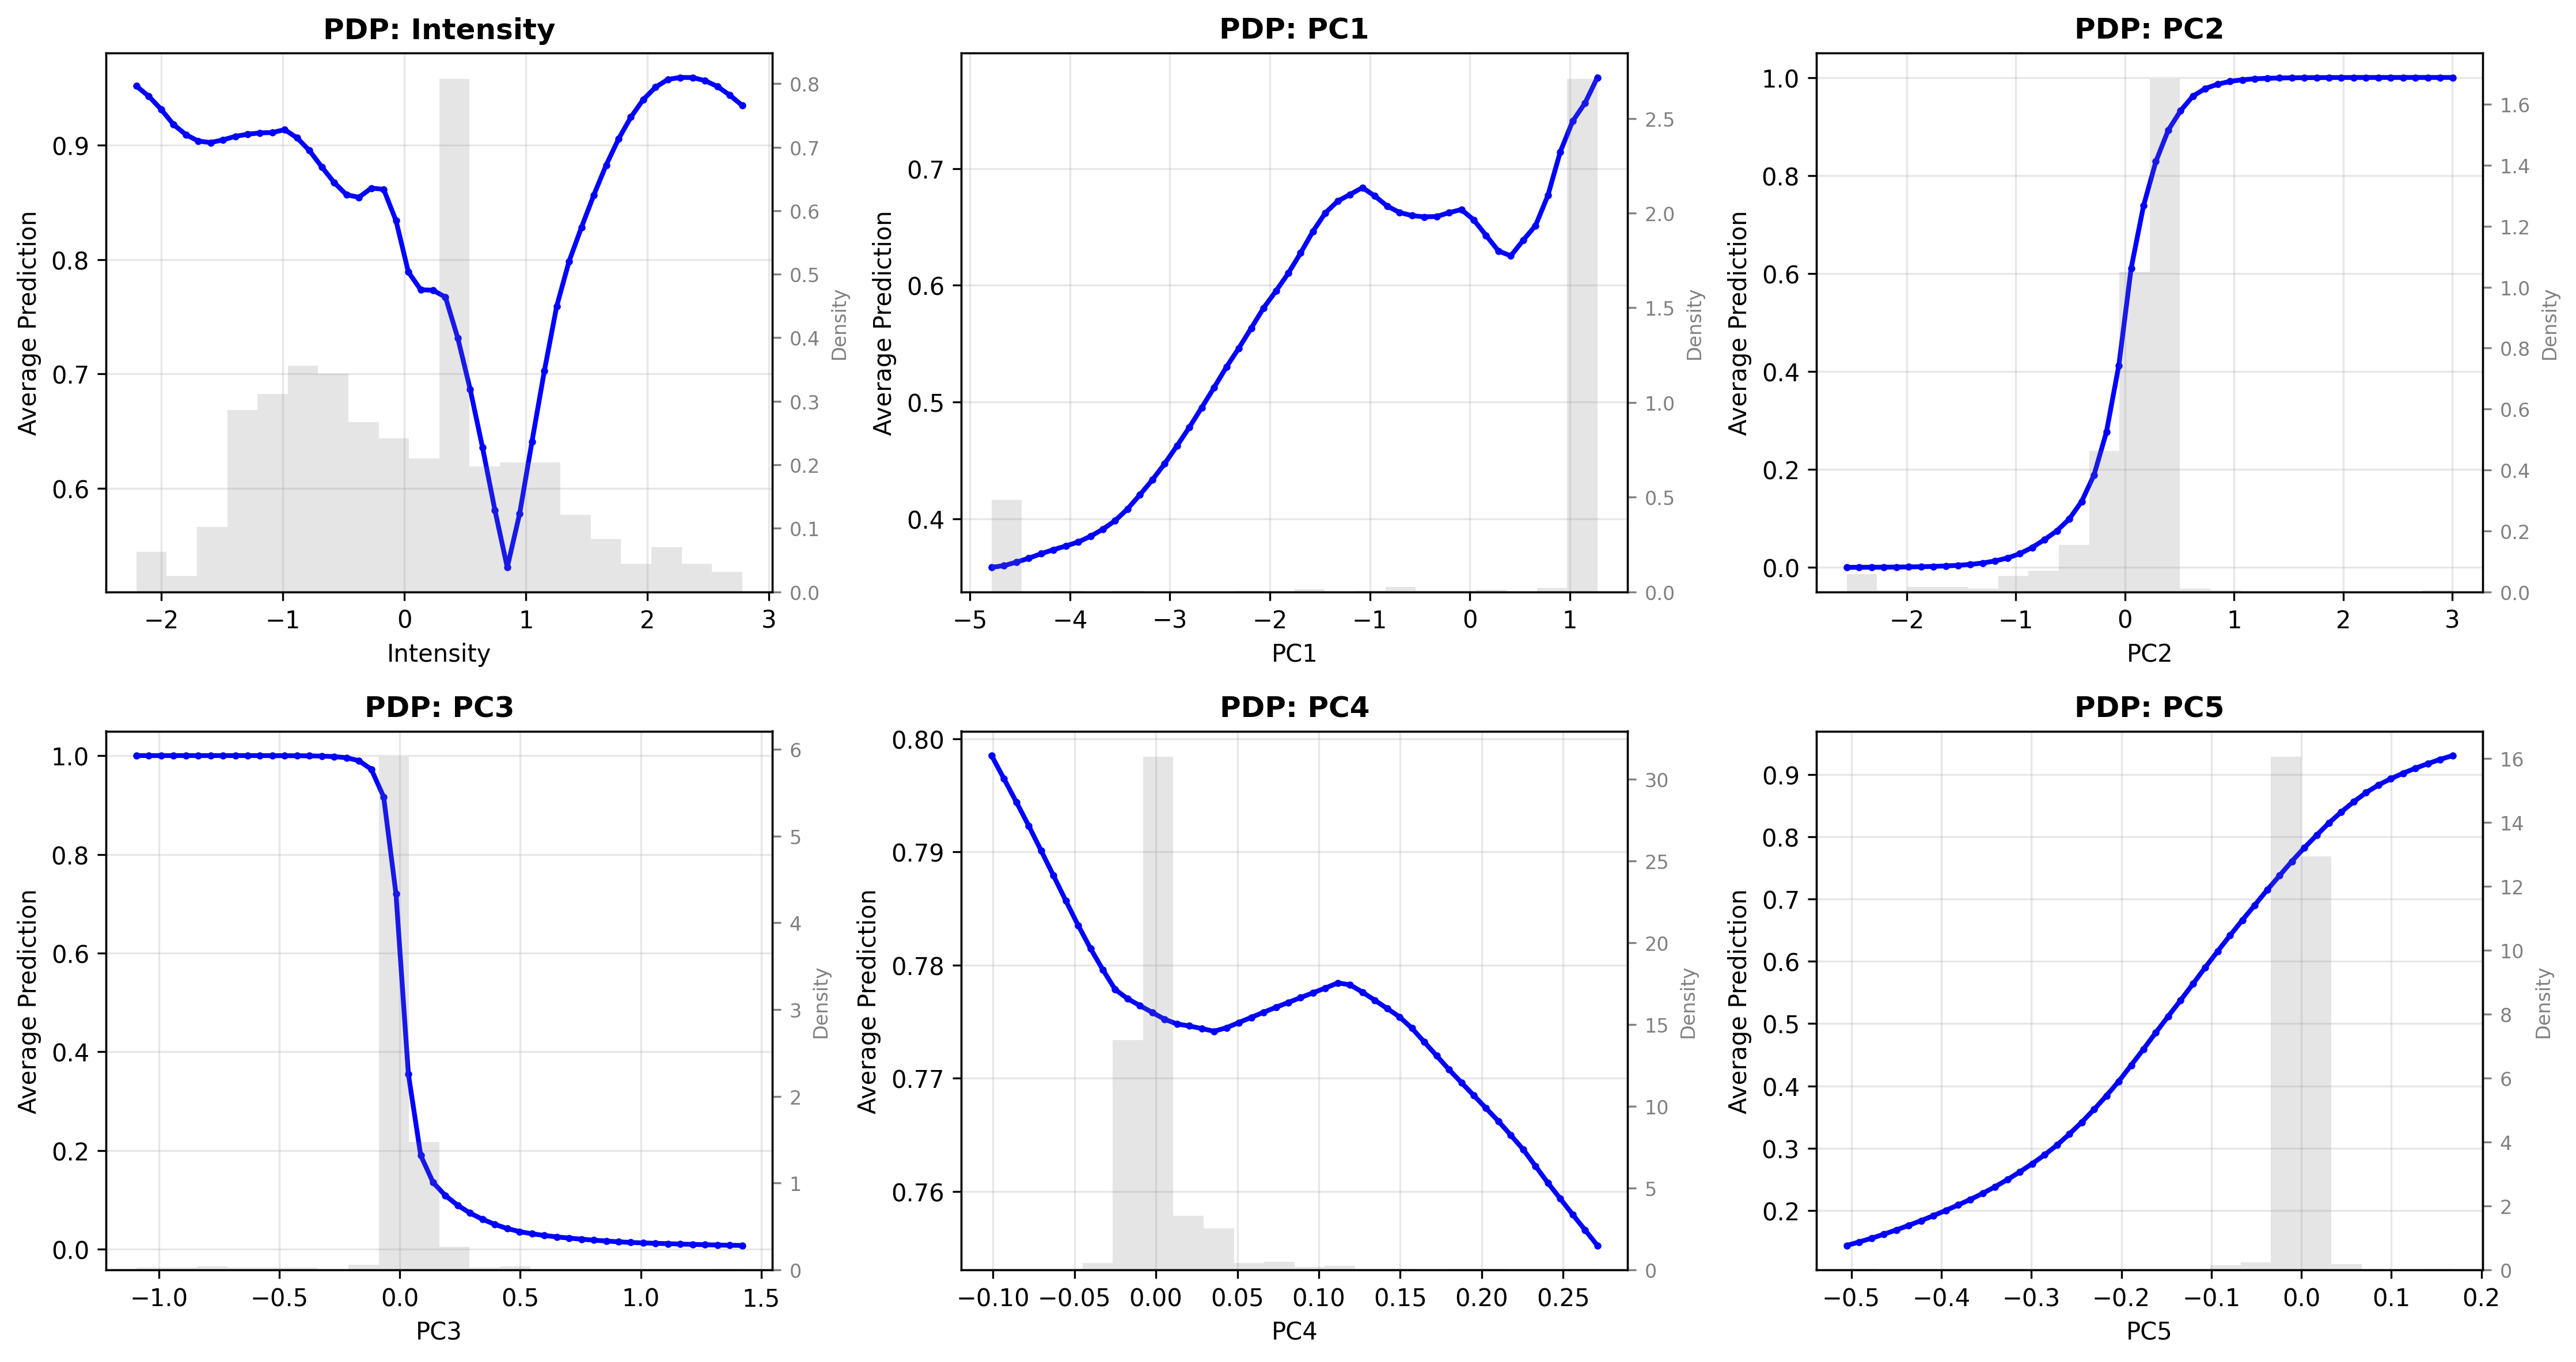 PDP: Intensity
Average Prediction
0.9
0.8
0.7
0.6
0.8
0.7
0.6
0.5
0.4
0.3
0.2
0.1
0.0
Density
−2 −1 0 1 2 3
Intensity
PDP: PC1
Average Prediction
0.7
0.6
0.5
0.4
2.5
2.0
1.5
1.0
0.5
0.0
Density
−5 −4 −3 −2 −1 0 1
PC1
PDP: PC2
Average Prediction
1.0
0.8
0.6
0.4
0.2
0.0
1.6
1.4
1.2
1.0
0.8
0.6
0.4
0.2
0.0
Density
−2 −1 0 1 2 3
PC2
PDP: PC3
Average Prediction
1.0
0.8
0.6
0.4
0.2
0.0
6
5
4
3
2
1
0
Density
−1.0 −0.5 0.0 0.5 1.0 1.5
PC3
PDP: PC4
Average Prediction
0.80
0.79
0.78
0.77
0.76
30
25
20
15
10
5
0
Density
−0.10 −0.05 0.00 0.05 0.10 0.15 0.20 0.25
PC4
PDP: PC5
Average Prediction
0.9
0.8
0.7
0.6
0.5
0.4
0.3
0.2
16
14
12
10
8
6
4
2
0
Density
−0.5 −0.4 −0.3 −0.2 −0.1 0.0 0.1 0.2
PC5